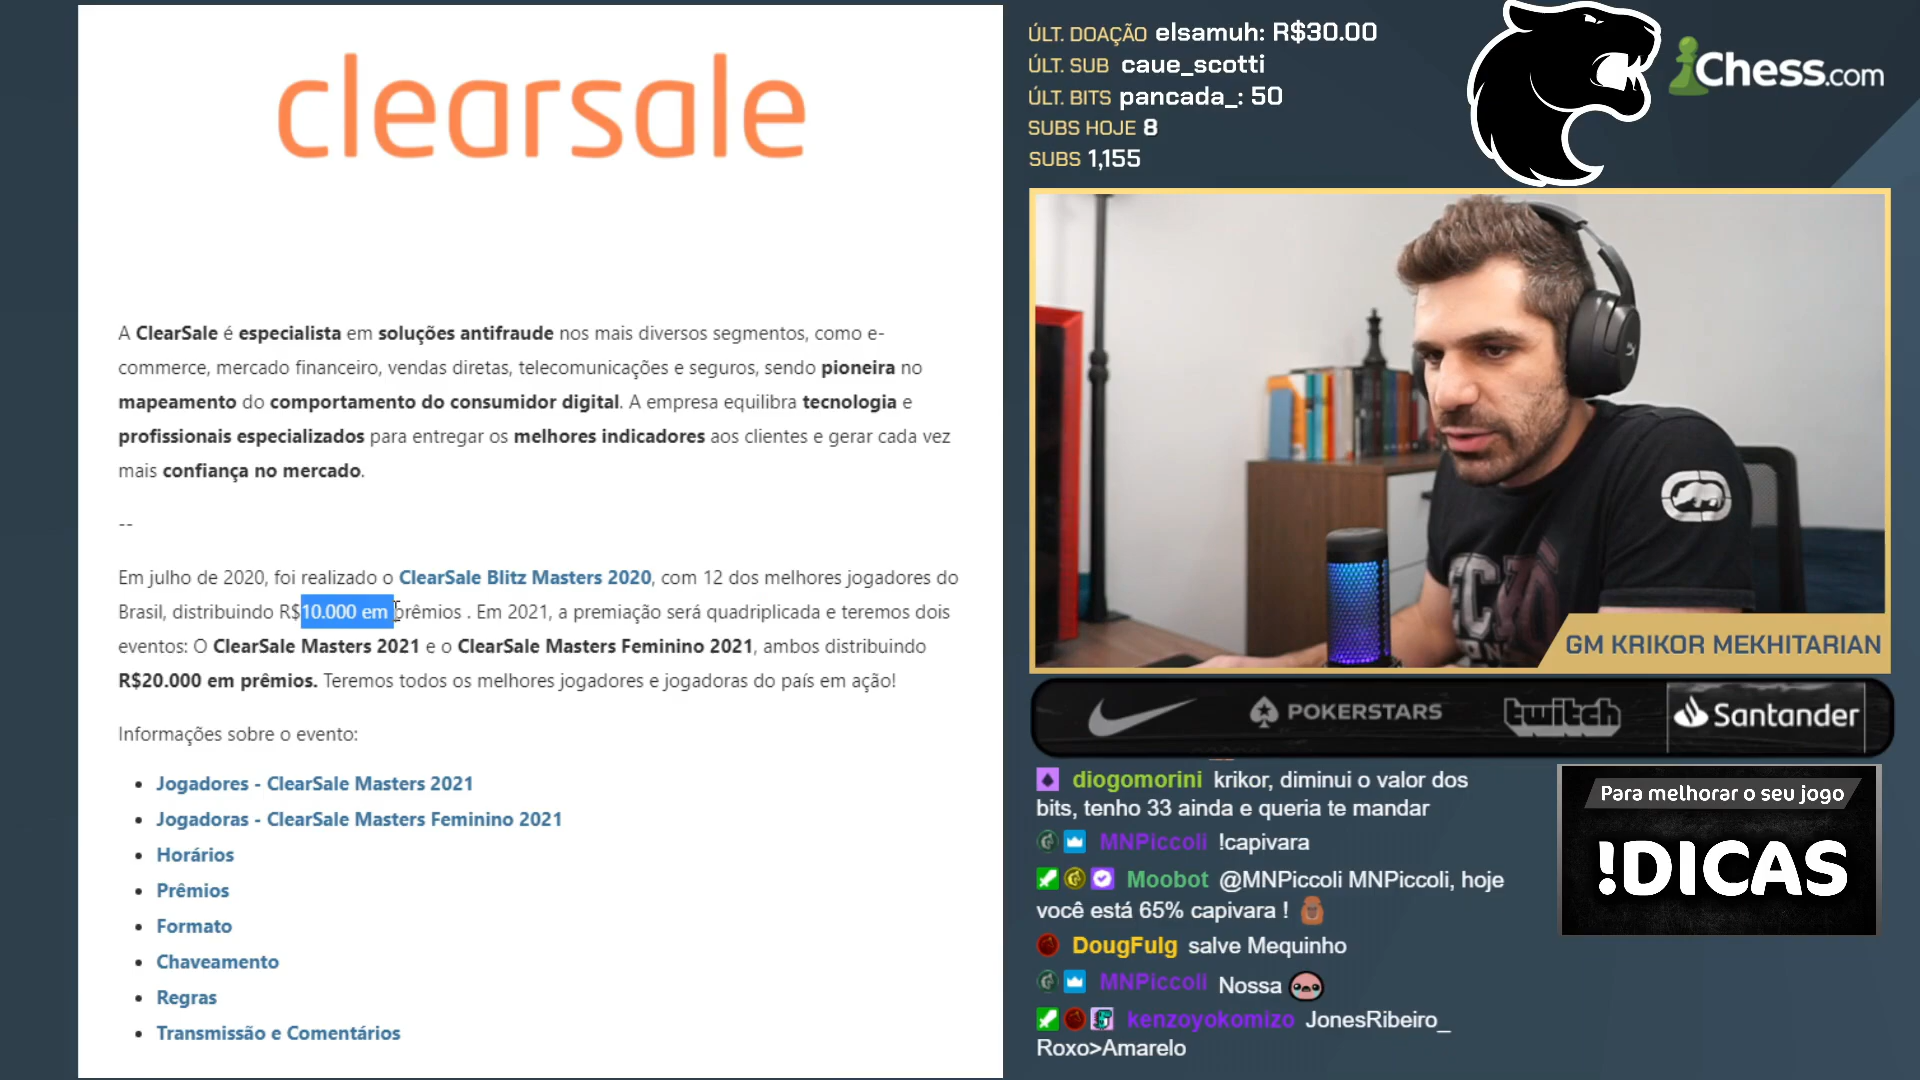 clearsale
A ClearSale é especialista em soluções antifraude nos mais diversos segmentos, como e-
commerce, mercado financeiro, vendas diretas, telecomunicações e seguros, sendo pioneira no
mapeamento do comportamento do consumidor digital. A empresa equilibra tecnologia e
profissionais especializados para entregar os melhores indicadores aos clientes e gerar cada vez
mais confiança no mercado.
--
Em julho de 2020, foi realizado o ClearSale Blitz Masters 2020, com 12 dos melhores jogadores do
Brasil, distribuindo R$10.000 em prêmios . Em 2021, a premiação será quadriplicada e teremos dois
eventos: O ClearSale Masters 2021 e o ClearSale Masters Feminino 2021, ambos distribuindo
R$20.000 em prêmios. Teremos todos os melhores jogadores e jogadoras do país em ação!
Informações sobre o evento:
• Jogadores - ClearSale Masters 2021
• Jogadoras - ClearSale Masters Feminino 2021
• Horários
• Prêmios
• Formato
• Chaveamento
• Regras
• Transmissão e Comentários
ÚLT. DOAÇÃO elsamuh: R$30.00
ÚLT. SUB caue_scotti
ÚLT. BITS pancada_: 50
SUBS HOJE 8
SUBS 1,155
Chess.com
GM KRIKOR MEKHITARIAN
POKERSTARS
twitch
Santander
diogomorini krikor, diminui o valor dos
bits, tenho 33 ainda e queria te mandar
MNPiccoli !capivara
Moobot @MNPiccoli MNPiccoli, hoje
você está 65% capivara !
DougFulg salve Mequinho
MNPiccoli Nossa
kenzoyokomizo JonesRibeiro_
Roxo>Amarelo
Para melhorar o seu jogo
!DICAS